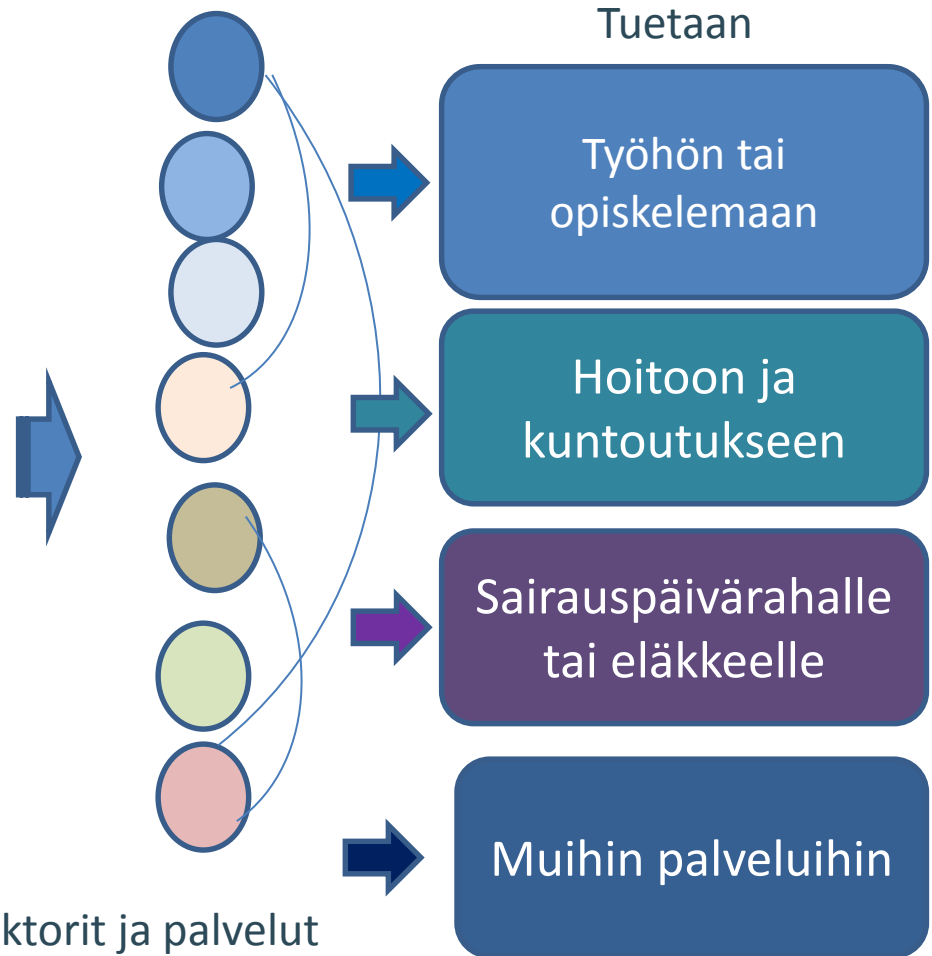 Tuetaan
Työhön tai
opiskelemaan
Hoitoon ja
kuntoutukseen
Sairauspäivärahalle
tai eläkkeelle
Muihin palveluihin
ktorit ja palvelut